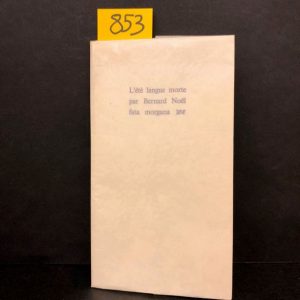 853
L'été langue morte
par Bernard Noël
fata morgana